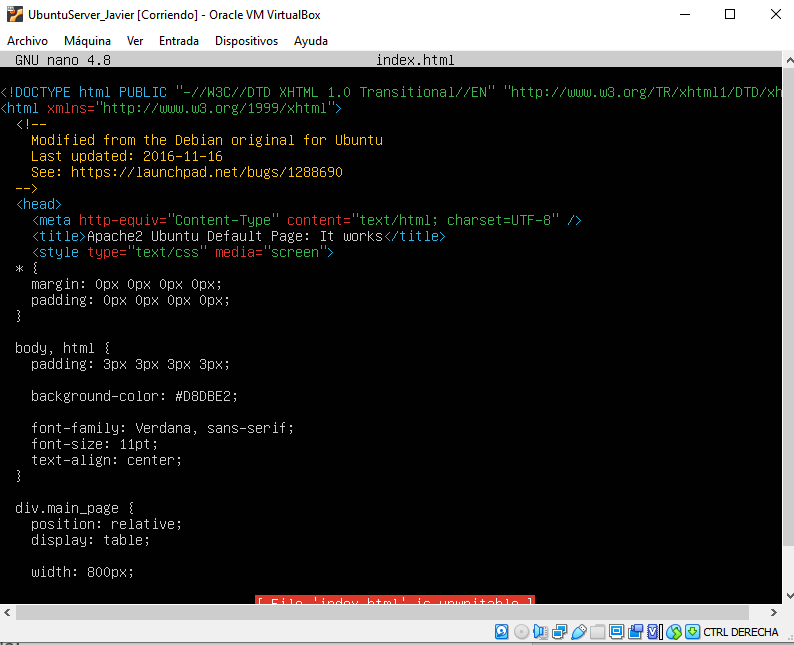 UbuntuServer_Javier [Corriendo] - Oracle VM VirtualBox
Archivo Máquina Ver Entrada Dispositivos Ayuda
GNU nano 4.8 index.html
<!DOCTYPE html PUBLIC "-//W3C//DTD XHTML 1.0 Transitional//EN" "http://www.w3.org/TR/xhtml1/DTD/xh
<html xmlns="http://www.w3.org/1999/xhtml">
<!--
Modified from the Debian original for Ubuntu
Last updated: 2016-11-16
See: https://launchpad.net/bugs/1288690
-->
<head>
<meta http-equiv="Content-Type" content="text/html; charset=UTF-8" />
<title>Apache2 Ubuntu Default Page: It works</title>
<style type="text/css" media="screen">
* {
margin: 0px 0px 0px 0px;
padding: 0px 0px 0px 0px;
}
body, html {
padding: 3px 3px 3px 3px;
background-color: #D8DBE2;
font-family: Verdana, sans-serif;
font-size: 11pt;
text-align: center;
}
div.main_page {
position: relative;
display: table;
width: 800px;
[ File 'index.html' is unwritable ]
CTRL DERECHA